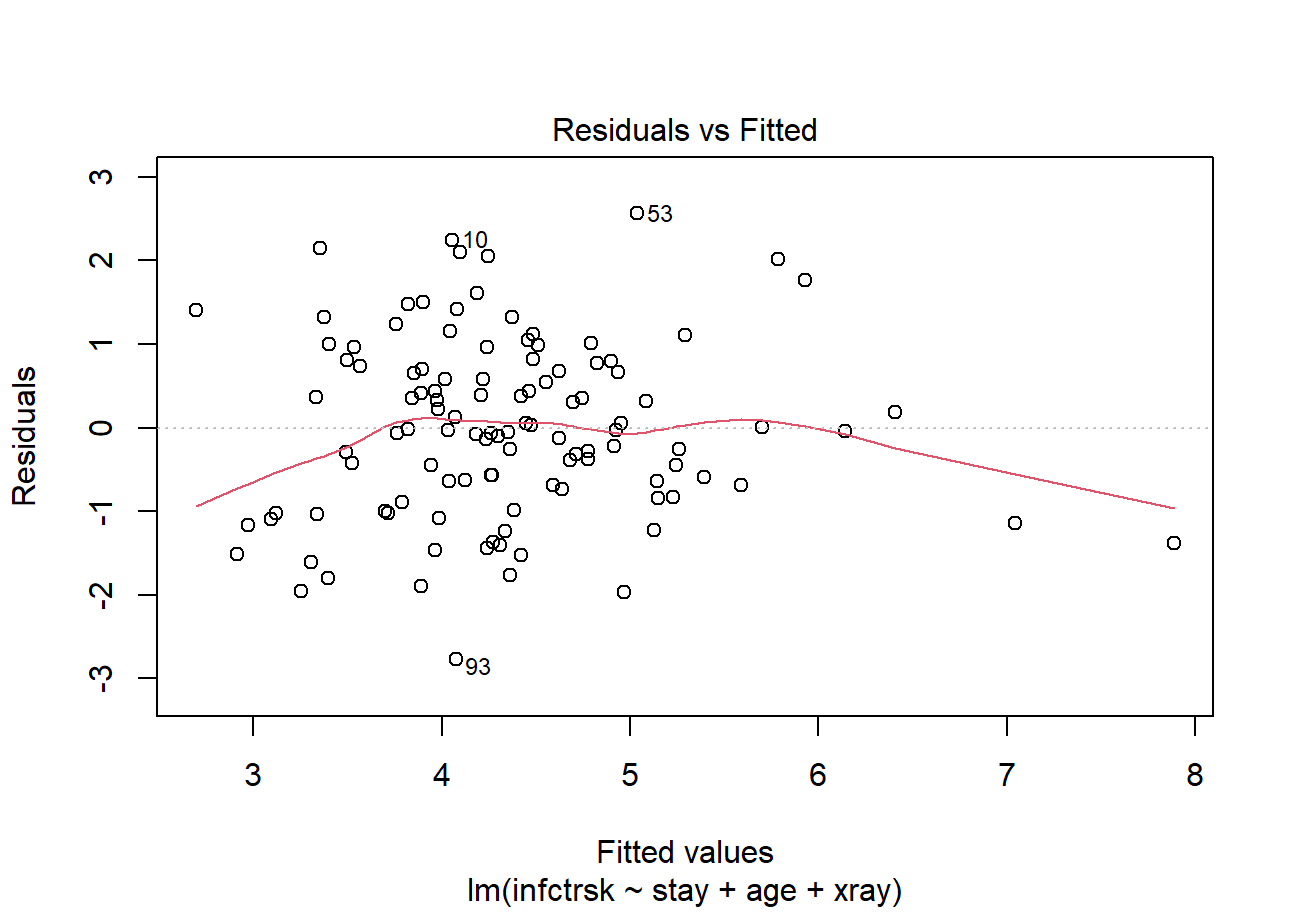 Residuals vs Fitted
Residuals
3
2
1
0
-1
-2
-3
53
10
93
3 4 5 6 7 8
Fitted values
lm(infctrsk ~ stay + age + xray)